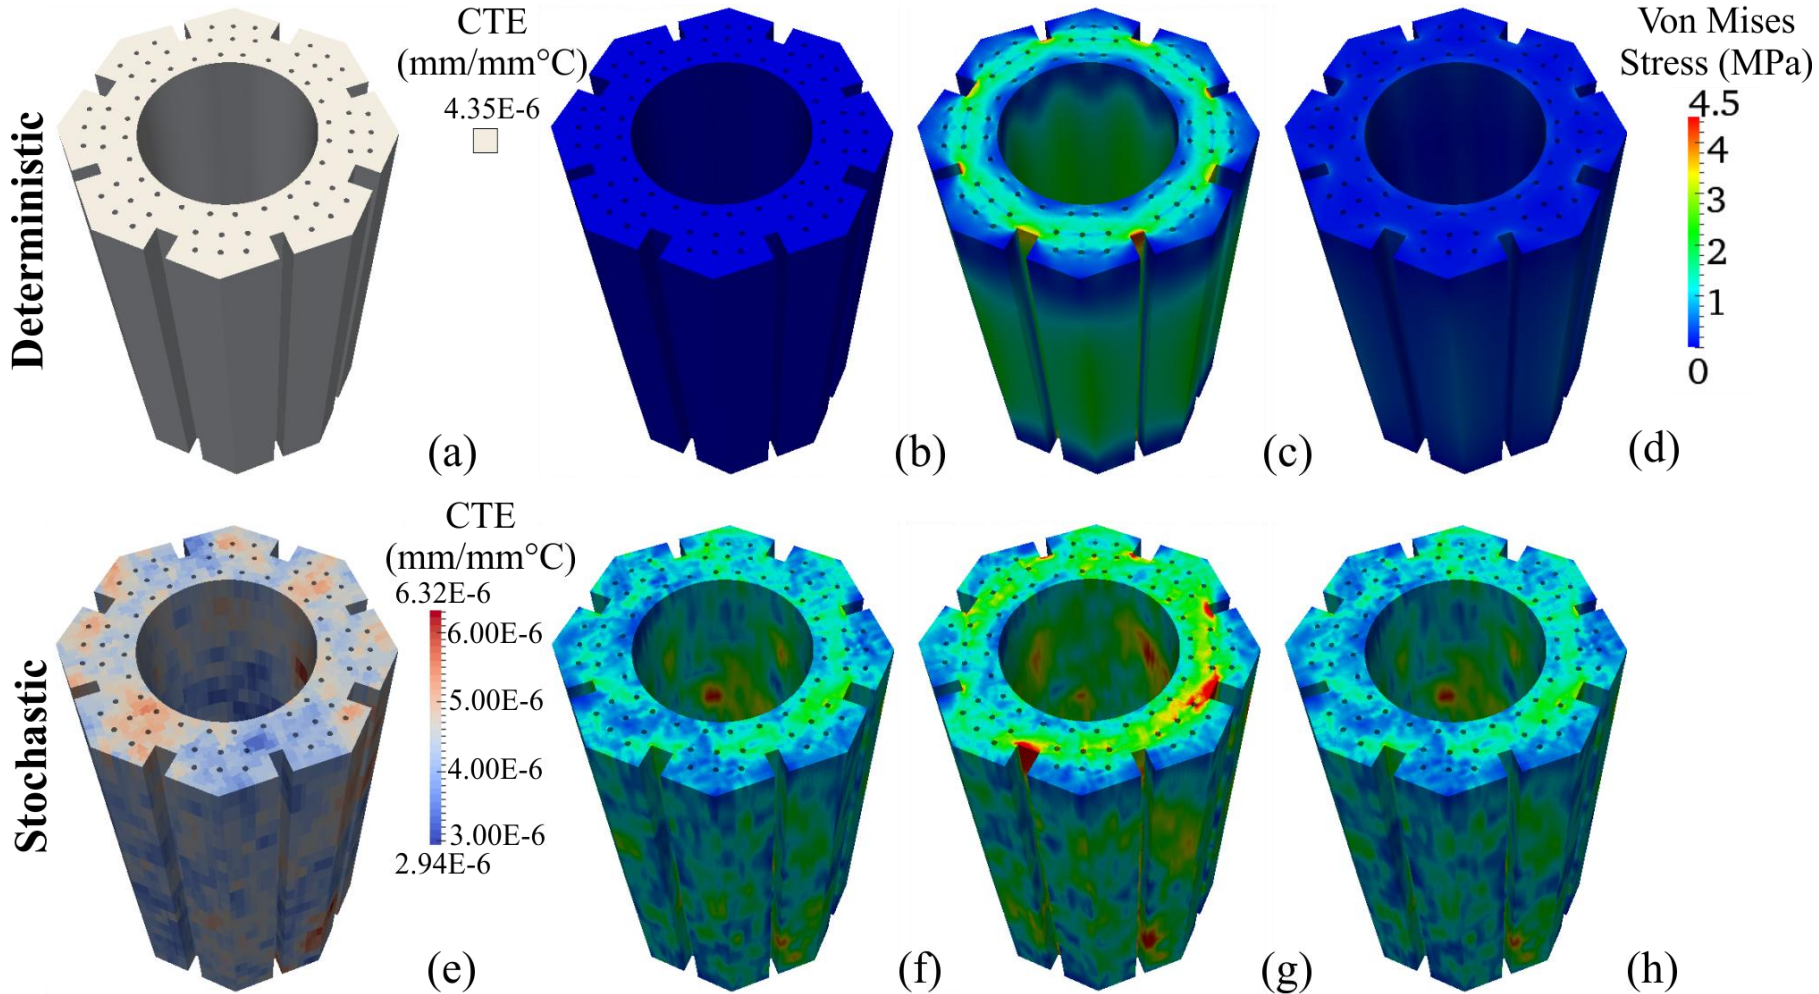 Deterministic
CTE
(mm/mm°C)
4.35E-6
Von Mises
Stress (MPa)
4.5
4
3
2
1
0
(a)
(b)
(c)
(d)
Stochastic
CTE
(mm/mm°C)
6.32E-6
6.00E-6
5.00E-6
4.00E-6
3.00E-6
2.94E-6
(e)
(f)
(g)
(h)